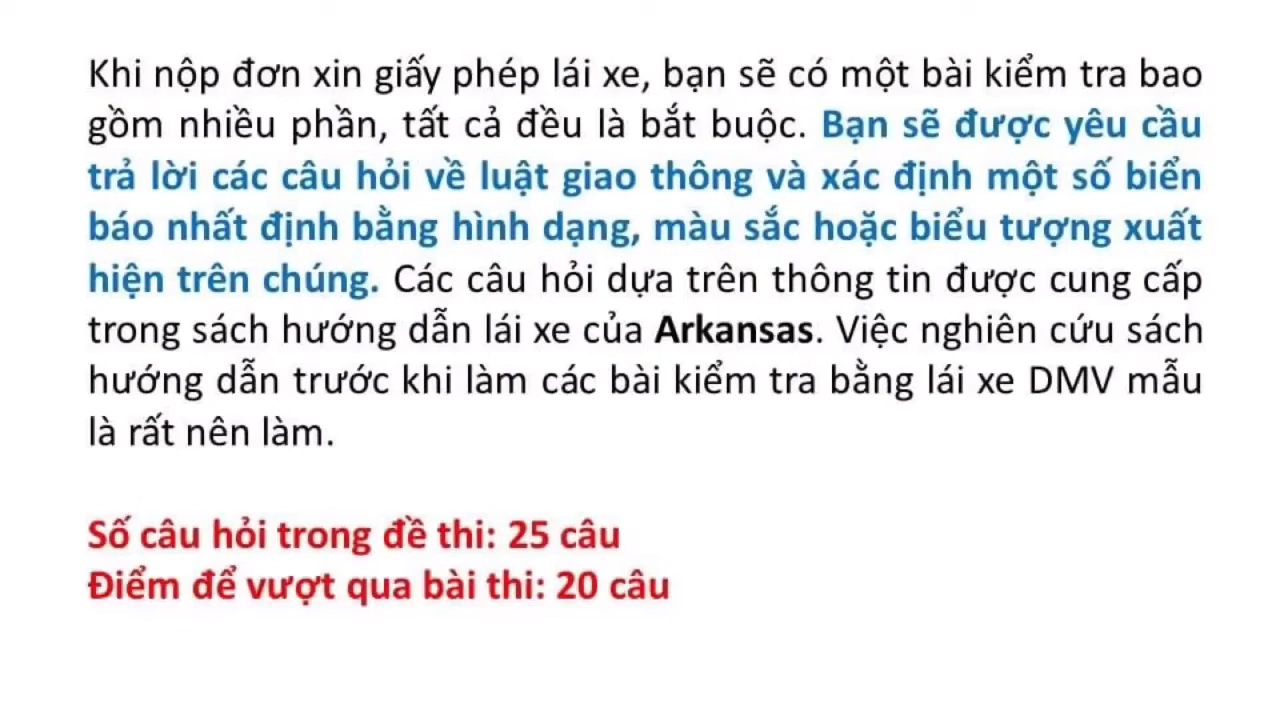 Khi nộp đơn xin giấy phép lái xe, bạn sẽ có một bài kiểm tra bao
gồm nhiều phần, tất cả đều là bắt buộc. Bạn sẽ được yêu cầu
trả lời các câu hỏi về luật giao thông và xác định một số biển
báo nhất định bằng hình dạng, màu sắc hoặc biểu tượng xuất
hiện trên chúng. Các câu hỏi dựa trên thông tin được cung cấp
trong sách hướng dẫn lái xe của Arkansas. Việc nghiên cứu sách
hướng dẫn trước khi làm các bài kiểm tra bằng lái xe DMV mẫu
là rất nên làm.
Số câu hỏi trong đề thi: 25 câu
Điểm để vượt qua bài thi: 20 câu